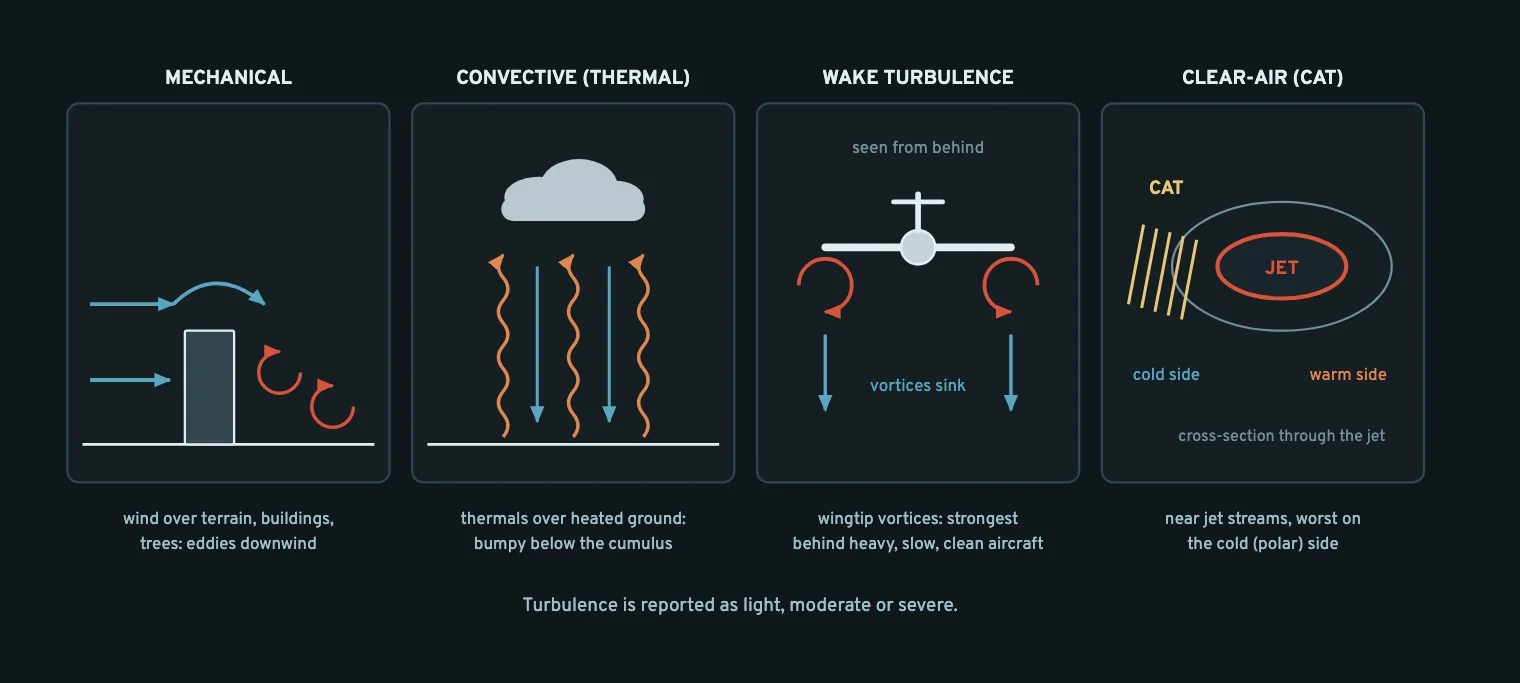 MECHANICAL
CONVECTIVE (THERMAL)
WAKE TURBULENCE
CLEAR-AIR (CAT)
seen from behind
vortices sink
CAT
JET
cold side
warm side
cross-section through the jet
wind over terrain, buildings,
trees: eddies downwind
thermals over heated ground:
bumpy below the cumulus
wingtip vortices: strongest
behind heavy, slow, clean aircraft
near jet streams, worst on
the cold (polar) side
Turbulence is reported as light, moderate or severe.